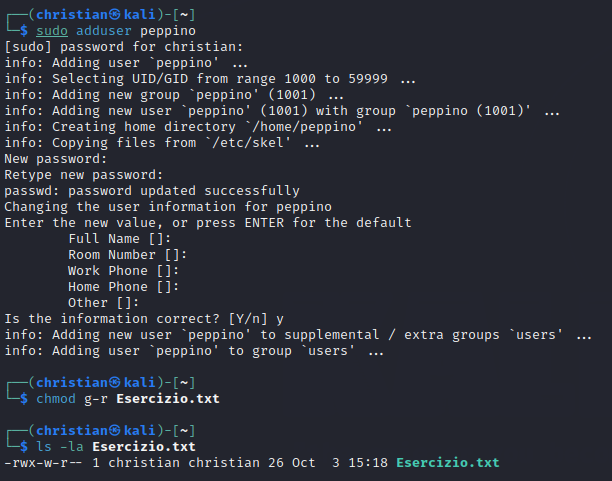 ┌──(christian㉿kali)-[~]
└─$ sudo adduser peppino
[sudo] password for christian:
info: Adding user `peppino' ...
info: Selecting UID/GID from range 1000 to 59999 ...
info: Adding new group `peppino' (1001) ...
info: Adding new user `peppino' (1001) with group `peppino (1001)' ...
info: Creating home directory `/home/peppino' ...
info: Copying files from `/etc/skel' ...
New password:
Retype new password:
passwd: password updated successfully
Changing the user information for peppino
Enter the new value, or press ENTER for the default
Full Name []:
Room Number []:
Work Phone []:
Home Phone []:
Other []:
Is the information correct? [Y/n] y
info: Adding new user `peppino' to supplemental / extra groups `users' ...
info: Adding user `peppino' to group `users' ...
┌──(christian㉿kali)-[~]
└─$ chmod g-r Esercizio.txt
┌──(christian㉿kali)-[~]
└─$ ls -la Esercizio.txt
-rwx-w-r-- 1 christian christian 26 Oct  3 15:18 Esercizio.txt